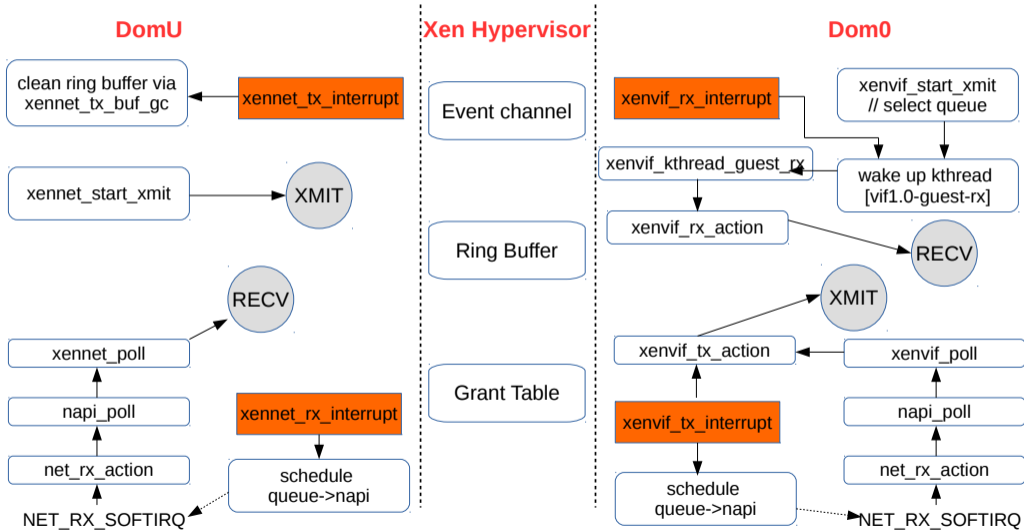 DomU
Xen Hypervisor
Dom0
clean ring buffer via
xennet_tx_buf_gc
xennet_tx_interrupt
xennet_start_xmit
XMIT
RECV
xennet_poll
napi_poll
net_rx_action
NET_RX_SOFTIRQ
xennet_rx_interrupt
schedule
queue->napi
Event channel
Ring Buffer
Grant Table
xenvif_rx_interrupt
xenvif_start_xmit
// select queue
xenvif_kthread_guest_rx
wake up kthread
[vif1.0-guest-rx]
xenvif_rx_action
RECV
XMIT
xenvif_tx_action
xenvif_poll
xenvif_tx_interrupt
napi_poll
schedule
queue->napi
net_rx_action
NET_RX_SOFTIRQ